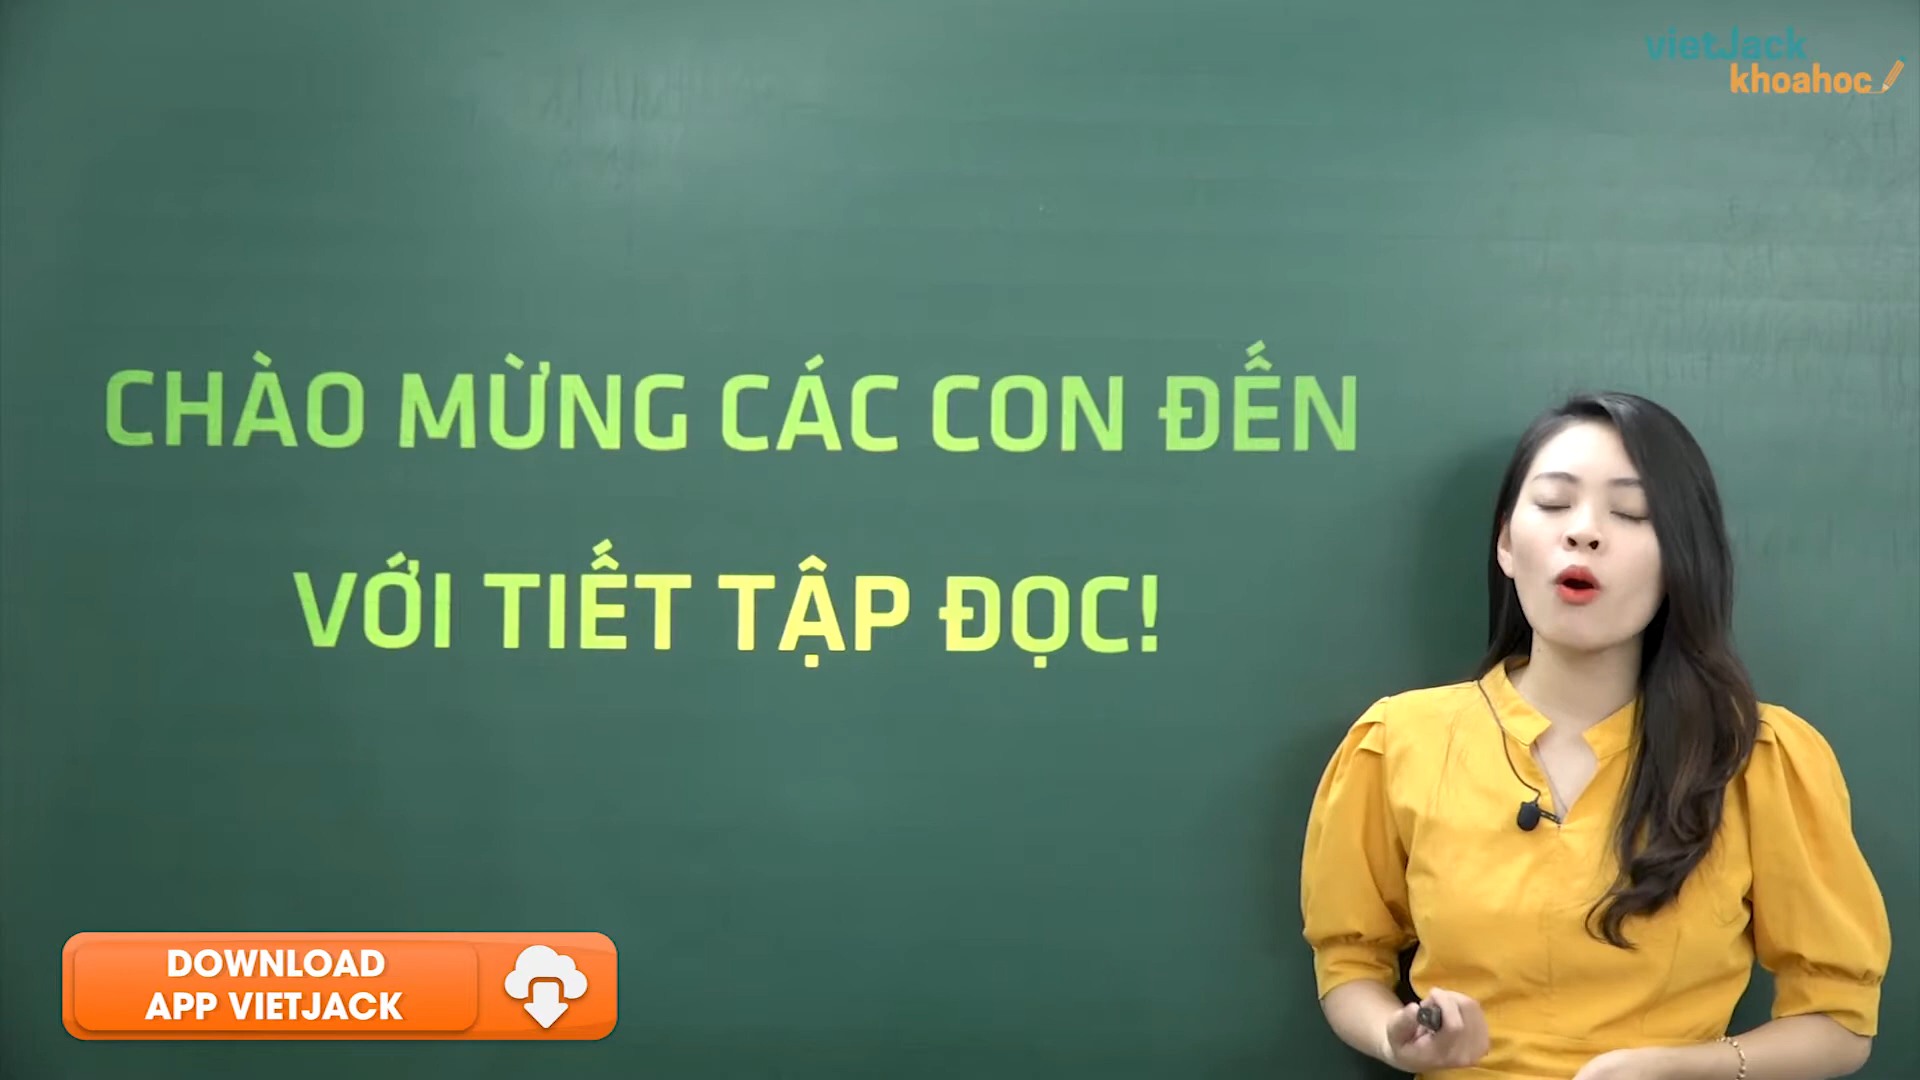 vietJack
khoahoc
CHÀO MỪNG CÁC CON ĐẾN
VỚI TIẾT TẬP ĐỌC!
DOWNLOAD
APP VIETJACK